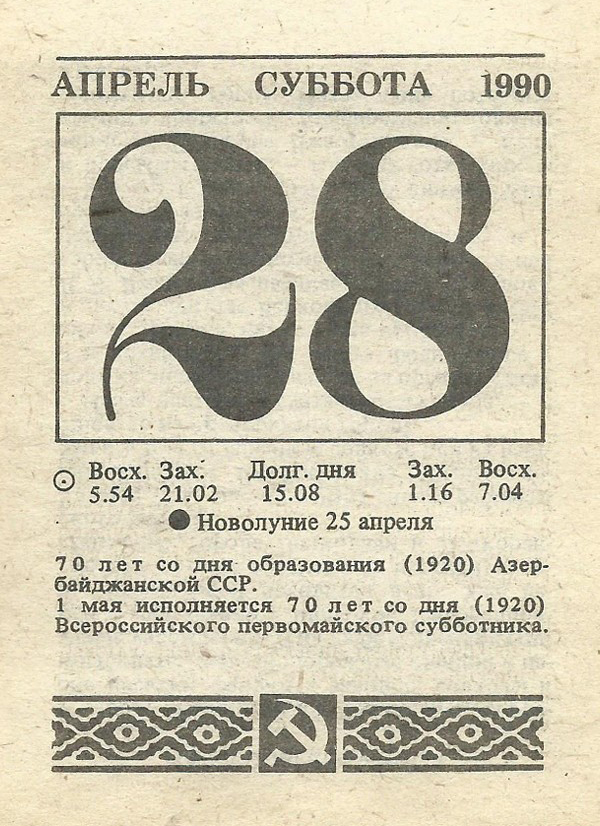 АПРЕЛЬ СУББОТА 1990
28
Восх. Зах. Долг. дня Зах. Восх.
5.54 21.02 15.08 1.16 7.04
Новолуние 25 апреля
70 лет со дня образования (1920) Азер-
байджанской ССР.
1 мая исполняется 70 лет со дня (1920)
Всероссийского первомайского субботника.